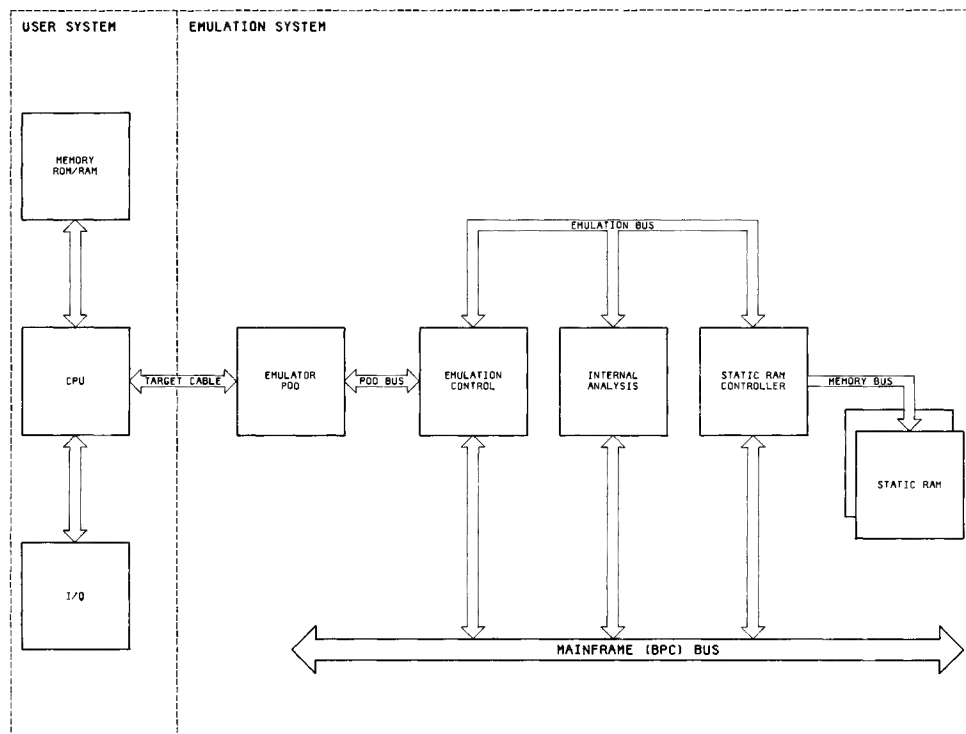 USER SYSTEM
EMULATION SYSTEM
MEMORY
ROM/RAM
EMULATION BUS
CPU
TARGET CABLE
EMULATOR
POD
POD BUS
EMULATION
CONTROL
INTERNAL
ANALYSIS
STATIC RAM
CONTROLLER
MEMORY BUS
STATIC RAM
I/O
MAINFRAME (BPC) BUS